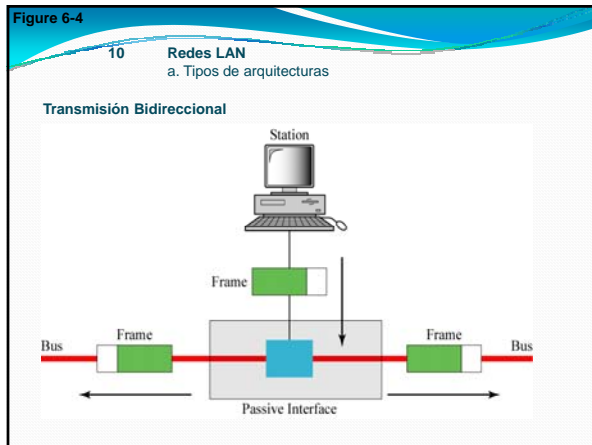 Figure 6-4
10 Redes LAN
a. Tipos de arquitecturas
Transmisión Bidireccional
Station
Frame
Bus Frame Frame Bus
Passive Interface